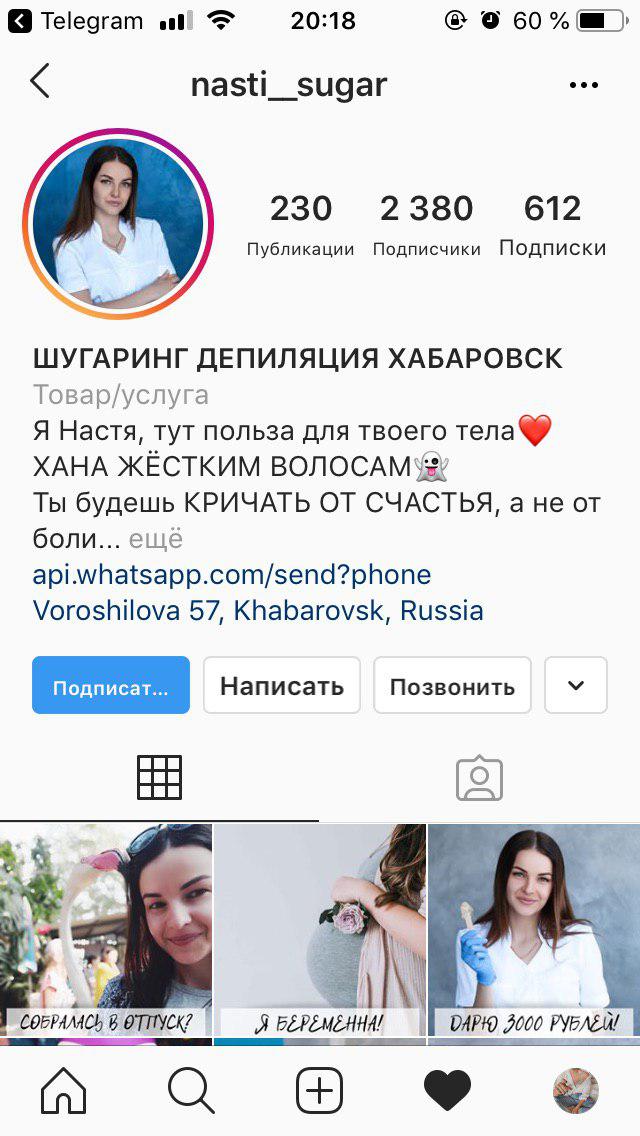 Telegram 20:18 60 %
nasti__sugar
230 2 380 612
Публикации Подписчики Подписки
ШУГАРИНГ ДЕПИЛЯЦИЯ ХАБАРОВСК
Товар/услуга
Я Настя, тут польза для твоего тела❤️
ХАНА ЖЁСТКИМ ВОЛОСАМ👻
Ты будешь КРИЧАТЬ ОТ СЧАСТЬЯ, а не от
боли... ещё
api.whatsapp.com/send?phone
Voroshilova 57, Khabarovsk, Russia
Подписат... Написать Позвонить
СОБРАЛАСЬ В ОТПУСК? Я БЕРЕМЕННА! ДАРЮ 3000 РУБЛЕЙ!